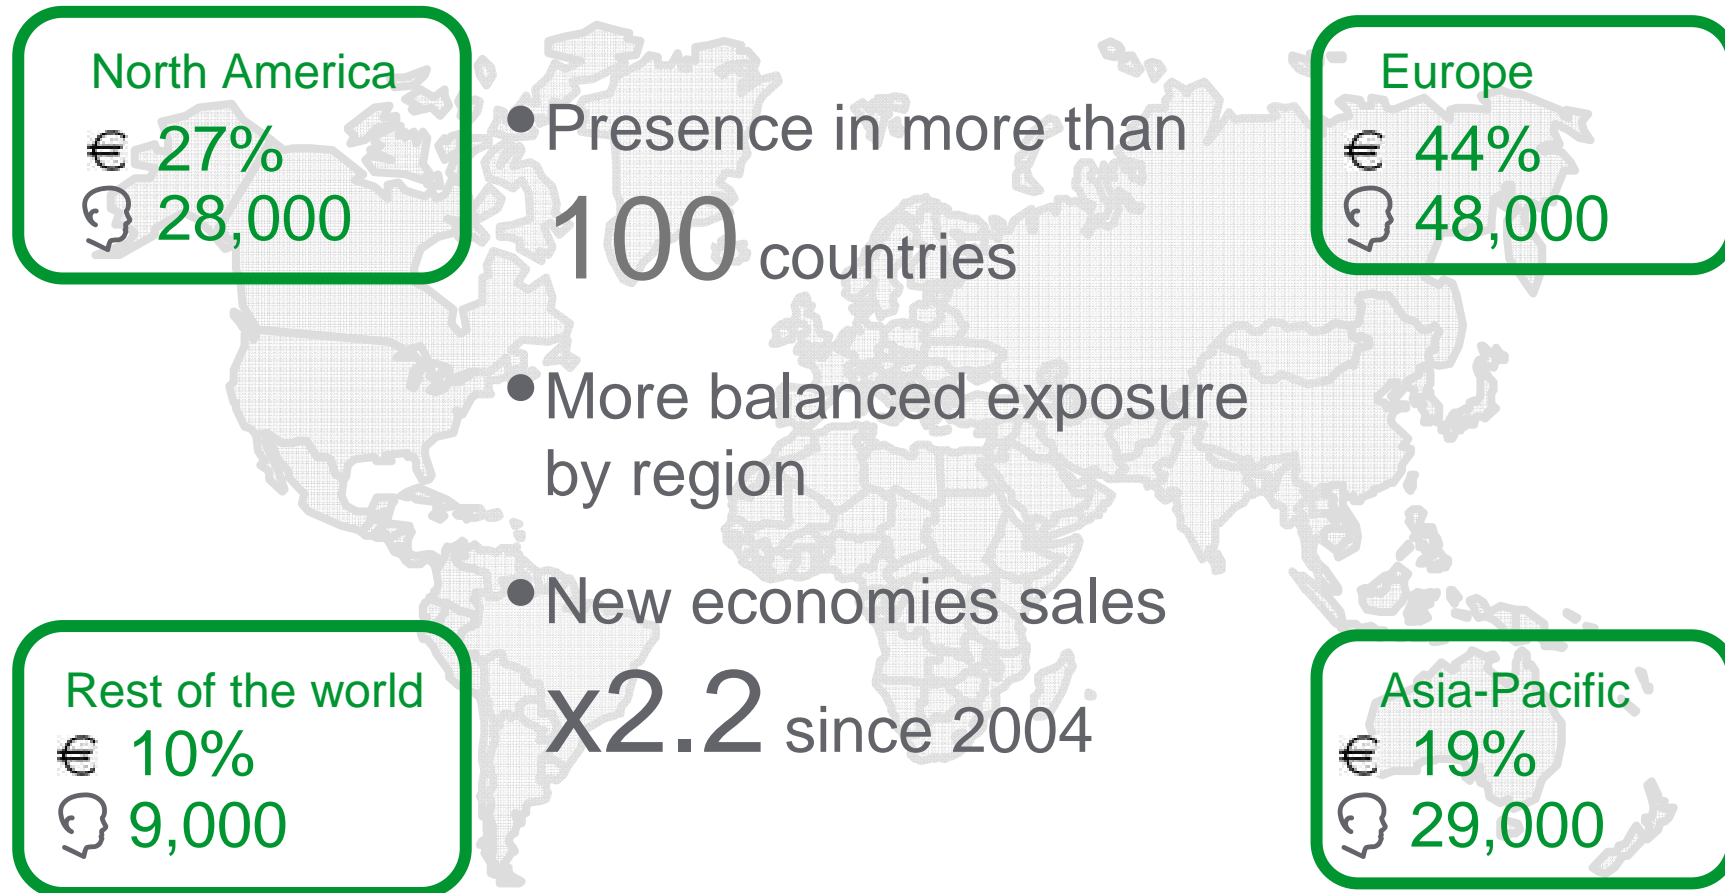 North America
€ 27%
28,000
• Presence in more than
100 countries
• More balanced exposure
by region
• New economies sales
x2.2 since 2004
Europe
€ 44%
48,000
Rest of the world
€ 10%
9,000
Asia-Pacific
€ 19%
29,000